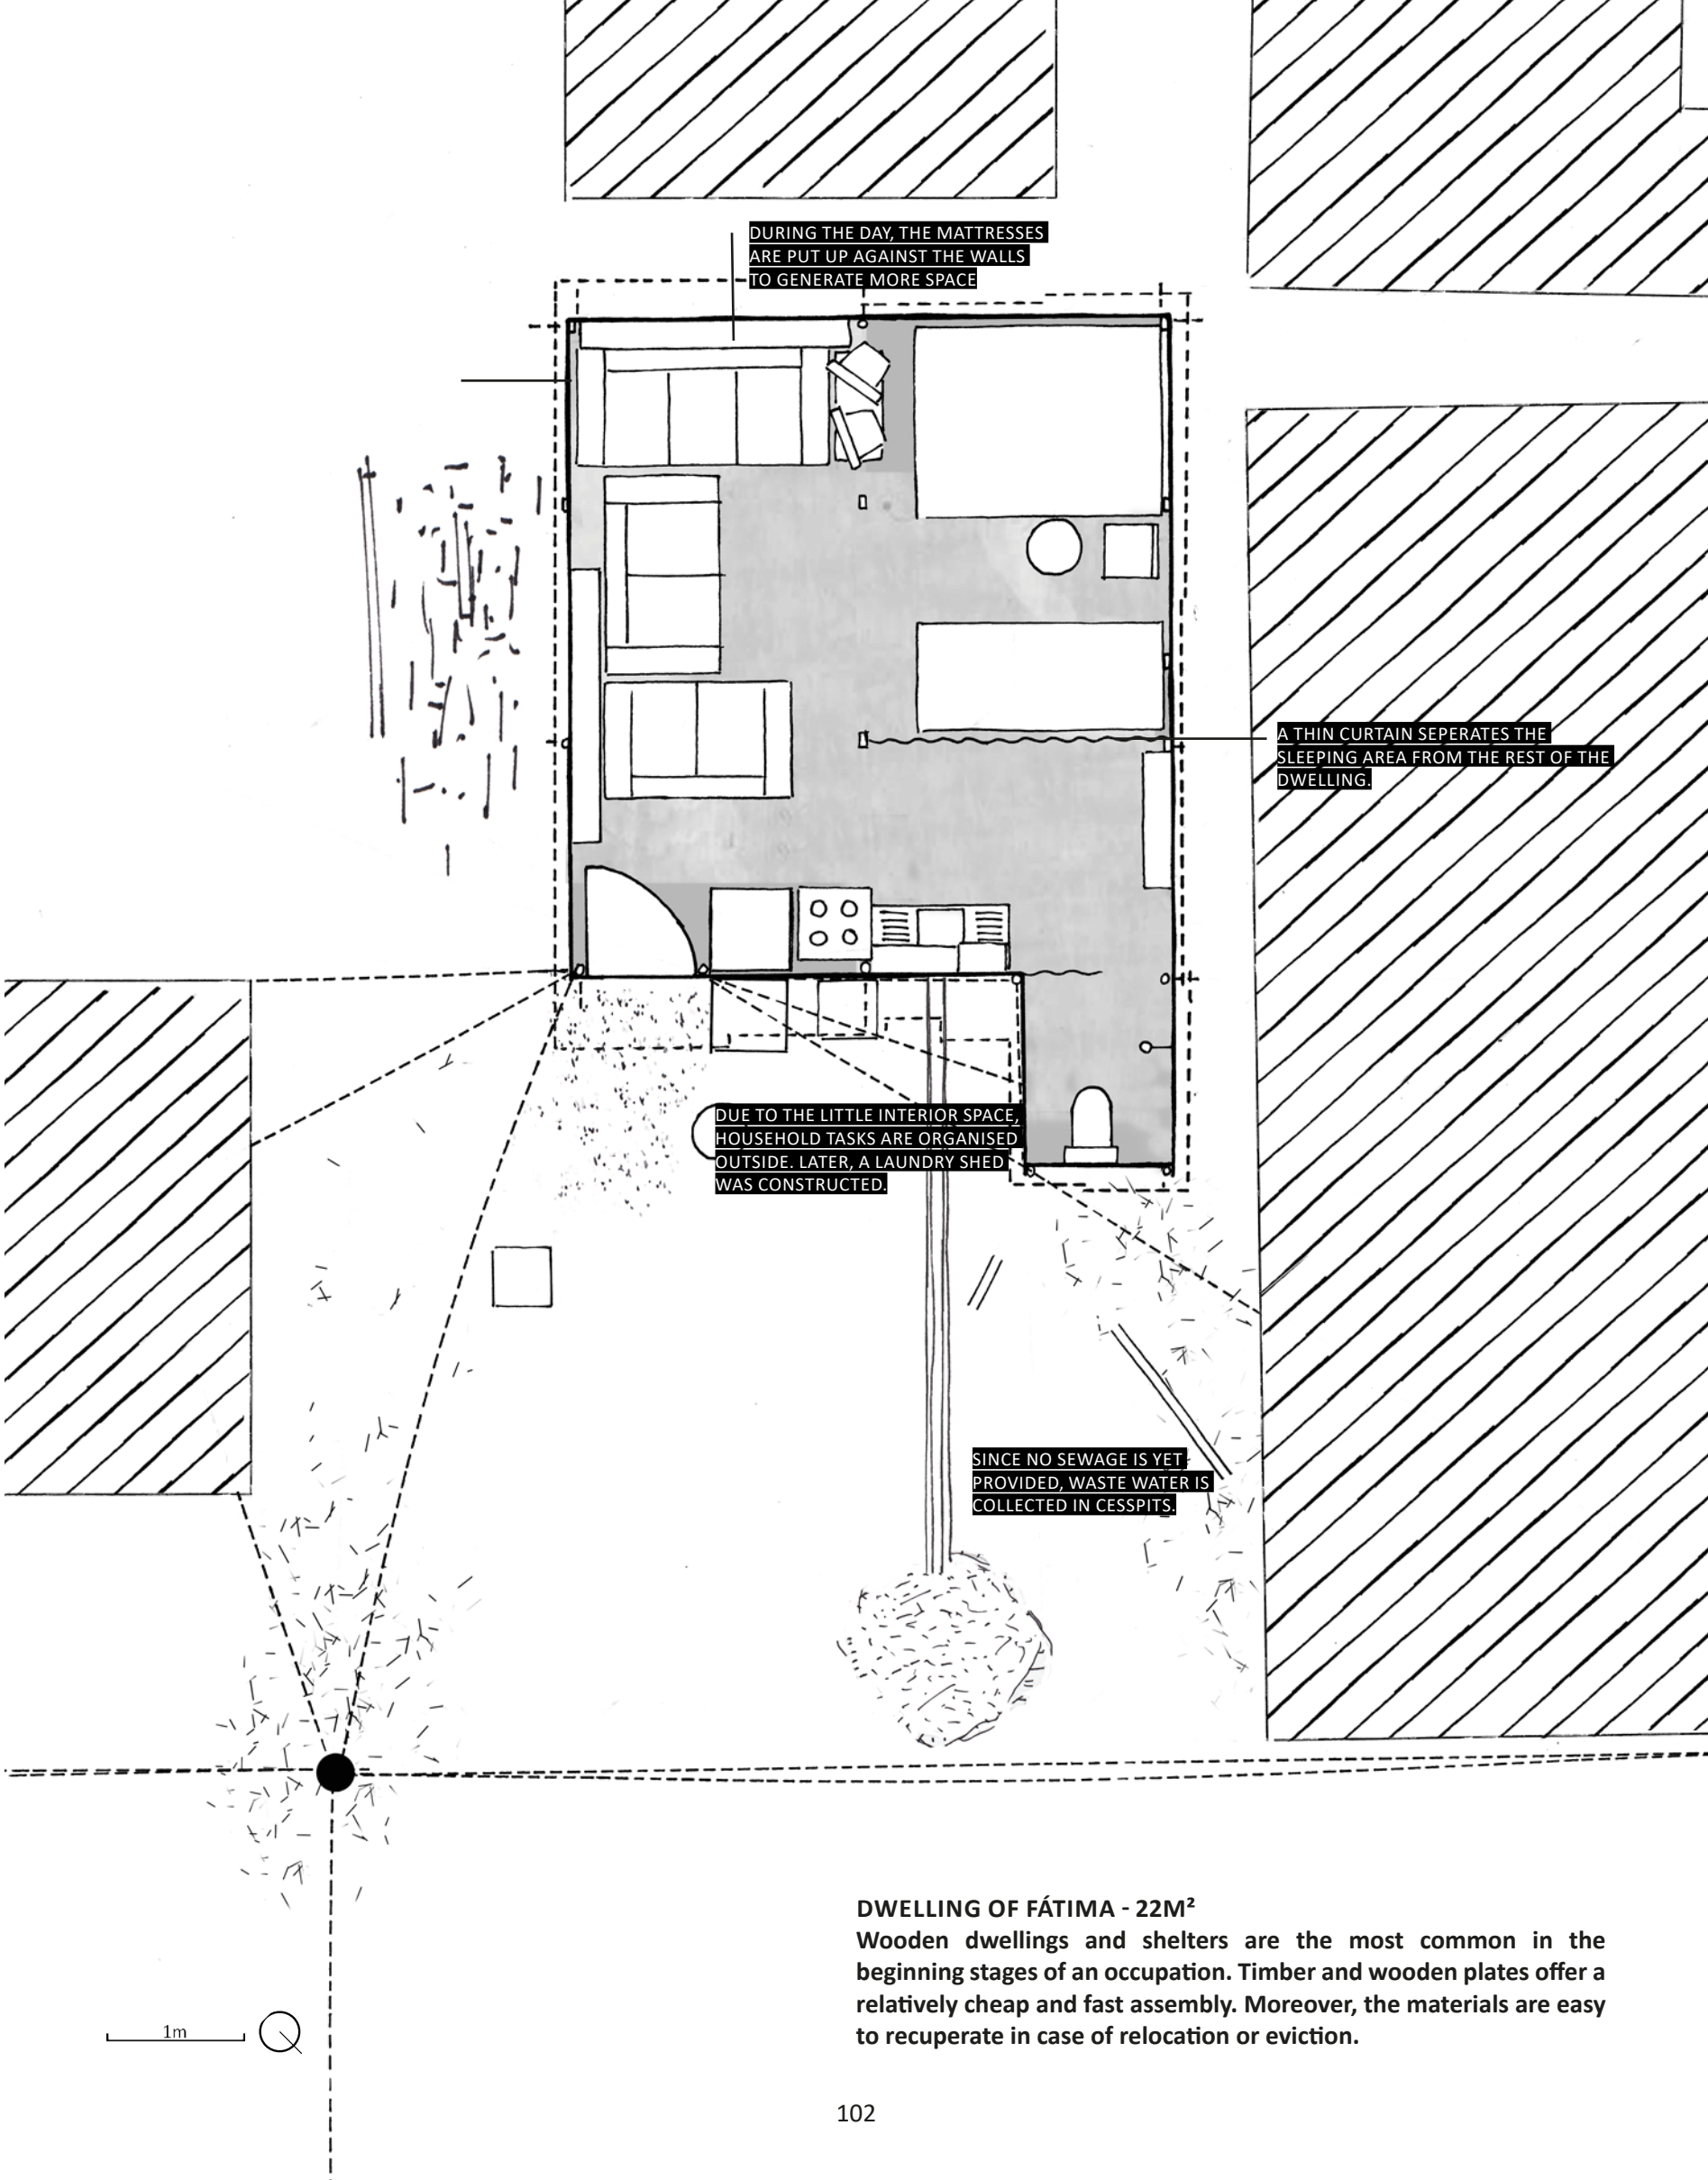 DURING THE DAY, THE MATTRESSES
ARE PUT UP AGAINST THE WALLS
TO GENERATE MORE SPACE
A THIN CURTAIN SEPERATES THE
SLEEPING AREA FROM THE REST OF THE
DWELLING.
DUE TO THE LITTLE INTERIOR SPACE,
HOUSEHOLD TASKS ARE ORGANISED
OUTSIDE. LATER, A LAUNDRY SHED
WAS CONSTRUCTED.
SINCE NO SEWAGE IS YET
PROVIDED, WASTE WATER IS
COLLECTED IN CESSPITS.
DWELLING OF FÁTIMA - 22M²
Wooden dwellings and shelters are the most common in the
beginning stages of an occupation. Timber and wooden plates offer a
relatively cheap and fast assembly. Moreover, the materials are easy
to recuperate in case of relocation or eviction.
1m
102